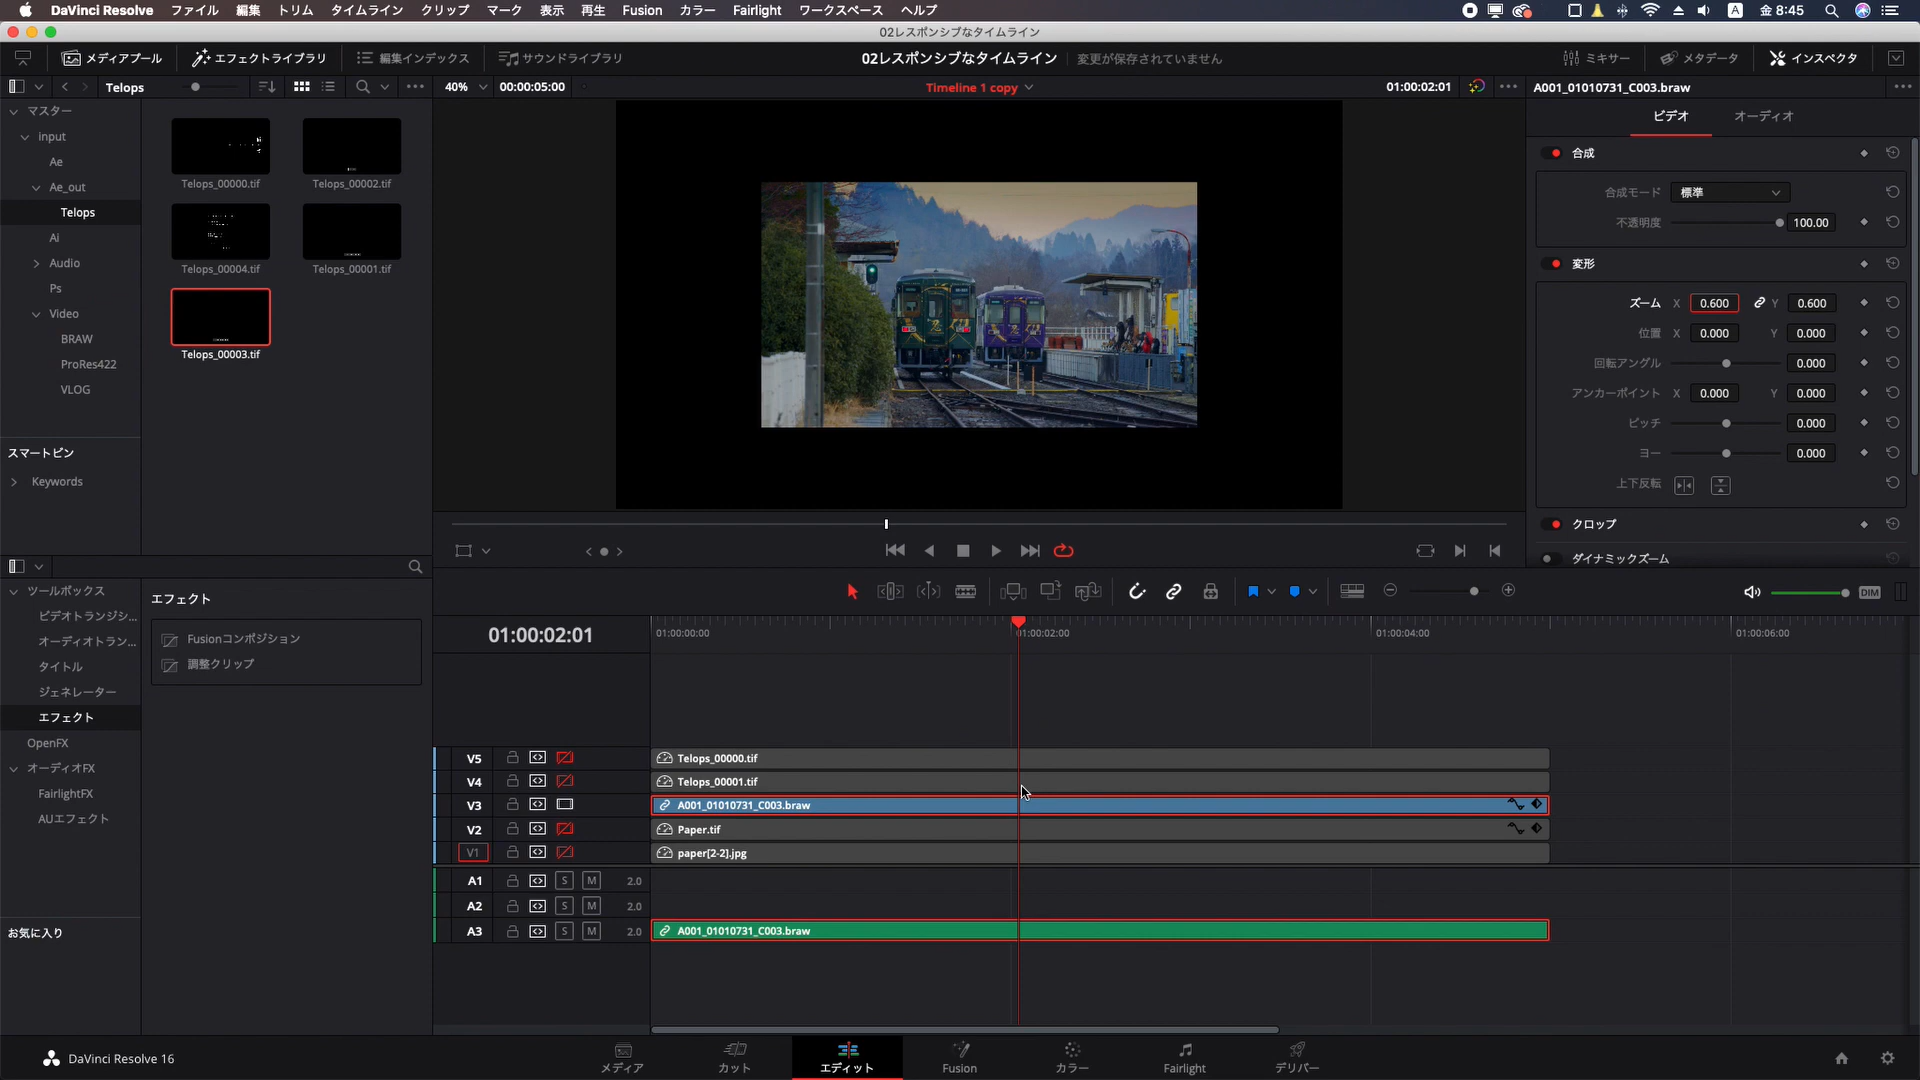 DaVinci Resolve ファイル 編集 トリム タイムライン クリップ マーク 表示 再生 Fusion カラー Fairlight ワークスペース ヘルプ
A 金 8:45
02レスポンシブなタイムライン
メディアプール エフェクトライブラリ 編集インデックス サウンドライブラリ 02レスポンシブなタイムライン 変更が保存されていません ミキサー メタデータ インスペクタ
Telops 40% 00:00:05:00 Timeline 1 copy 01:00:02:01 A001_01010731_C003.braw
マスター
input
Ae
Ae_out
Telops
Ai
Audio
Ps
Video
BRAW
ProRes422
VLOG
スマートビン
Keywords
Telops_00000.tif Telops_00002.tif
Telops_00004.tif Telops_00001.tif
Telops_00003.tif
ビデオ オーディオ
合成
合成モード 標準
不透明度 100.00
変形
ズーム X 0.600 Y 0.600
位置 X 0.000 Y 0.000
回転アングル 0.000
アンカーポイント X 0.000 Y 0.000
ピッチ 0.000
ヨー 0.000
上下反転
クロップ
ダイナミックズーム
ツールボックス
ビデオトランジシ...
オーディオトラン...
タイトル
ジェネレーター
エフェクト
OpenFX
オーディオFX
FairlightFX
AUエフェクト
お気に入り
エフェクト
Fusionコンポジション
調整クリップ
DIM
01:00:02:01 01:00:00:00 01:00:02:00 01:00:04:00 01:00:06:00
V5 Telops_00000.tif
V4 Telops_00001.tif
V3 A001_01010731_C003.braw
V2 Paper.tif
V1 paper[2-2].jpg
A1 S M 2.0
A2 S M 2.0
A3 S M 2.0 A001_01010731_C003.braw
DaVinci Resolve 16 メディア カット エディット Fusion カラー Fairlight デリバー